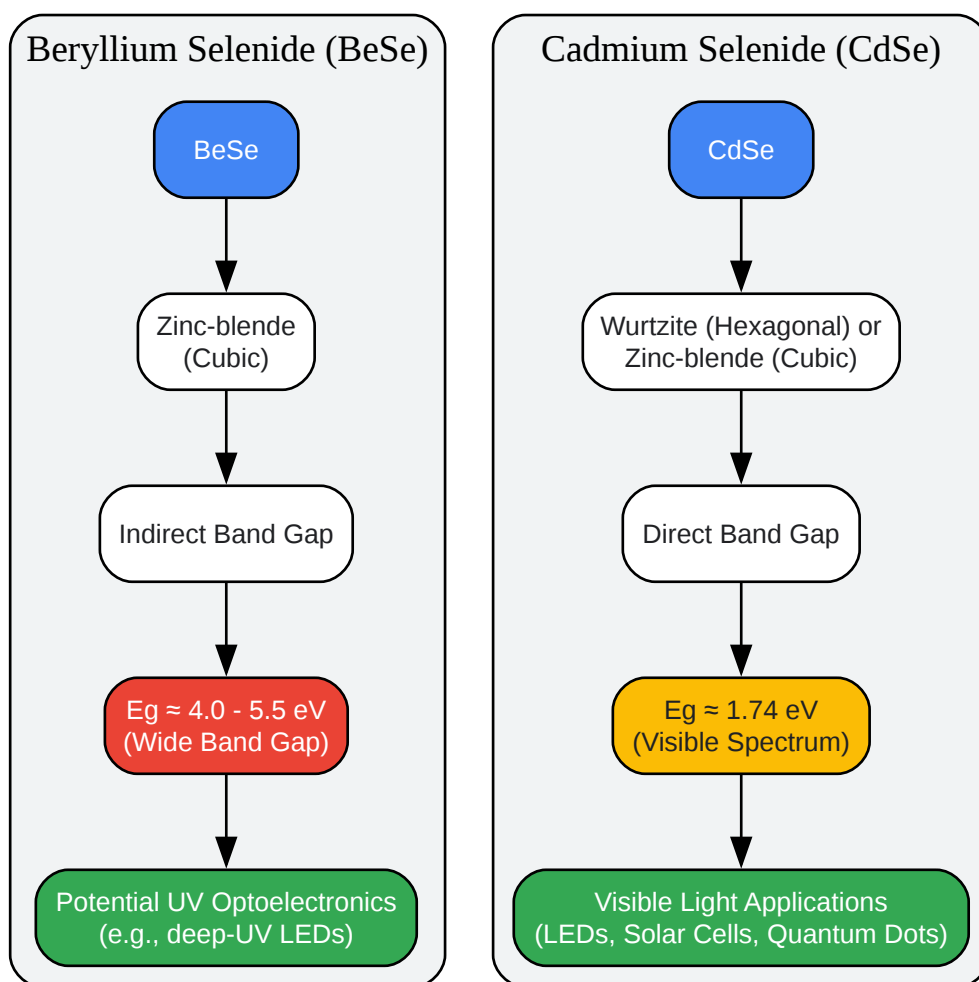 Beryllium Selenide (BeSe)
BeSe
Zinc-blende
(Cubic)
Indirect Band Gap
Eg ≈ 4.0 - 5.5 eV
(Wide Band Gap)
Potential UV Optoelectronics
(e.g., deep-UV LEDs)
Cadmium Selenide (CdSe)
CdSe
Wurtzite (Hexagonal) or
Zinc-blende (Cubic)
Direct Band Gap
Eg ≈ 1.74 eV
(Visible Spectrum)
Visible Light Applications
(LEDs, Solar Cells, Quantum Dots)